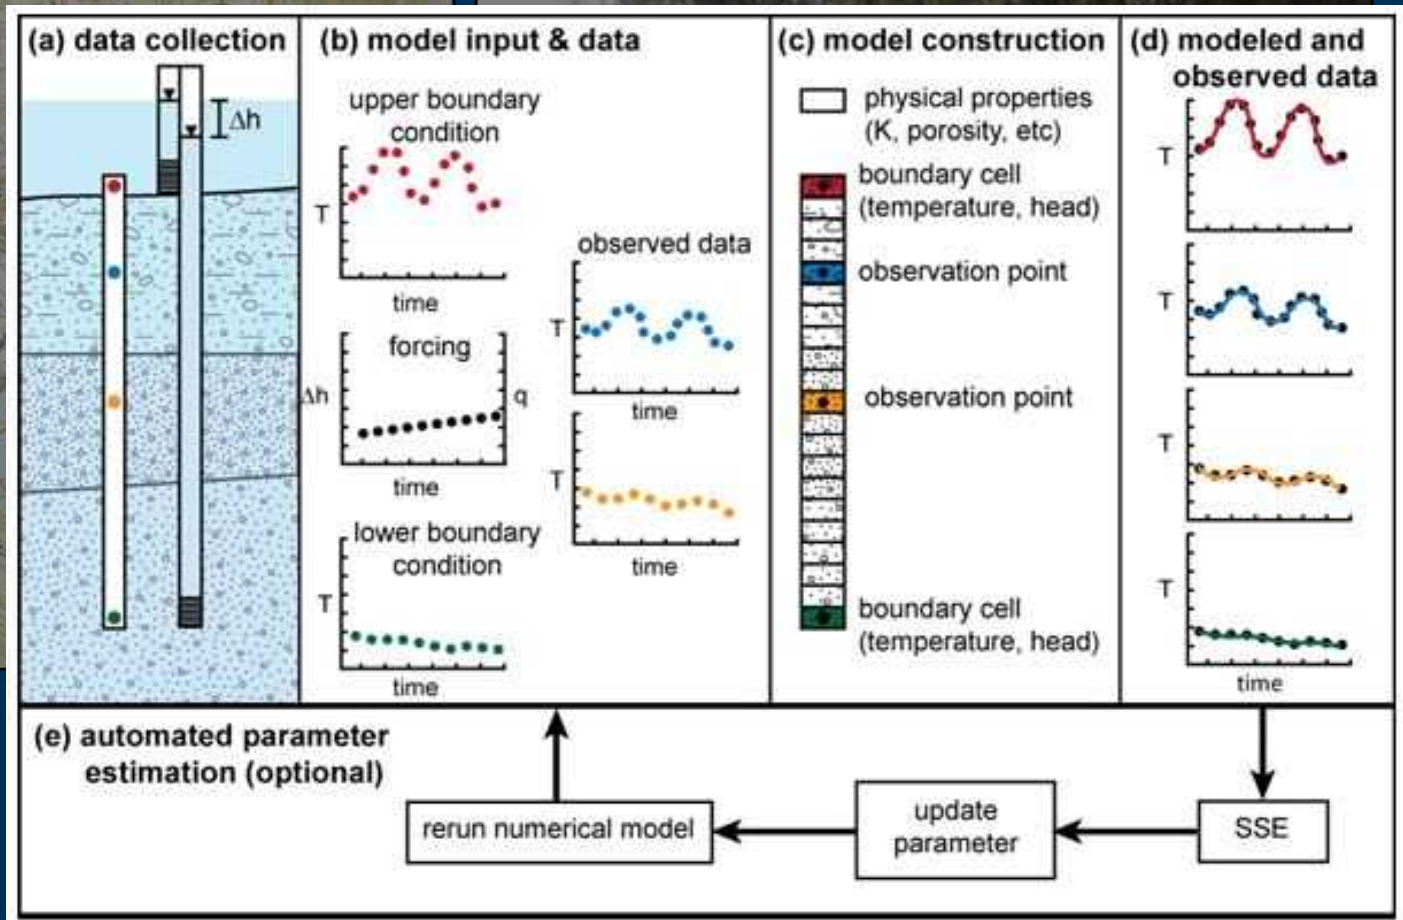 (a) data collection
Δh
(b) model input & data
upper boundary
condition
T
time
forcing
Δh
q
time
lower boundary
condition
T
time
observed data
T
time
T
time
(c) model construction
physical properties
(K, porosity, etc)
boundary cell
(temperature, head)
observation point
observation point
boundary cell
(temperature, head)
(d) modeled and
observed data
T
T
T
T
time
(e) automated parameter
estimation (optional)
rerun numerical model
update
parameter
SSE